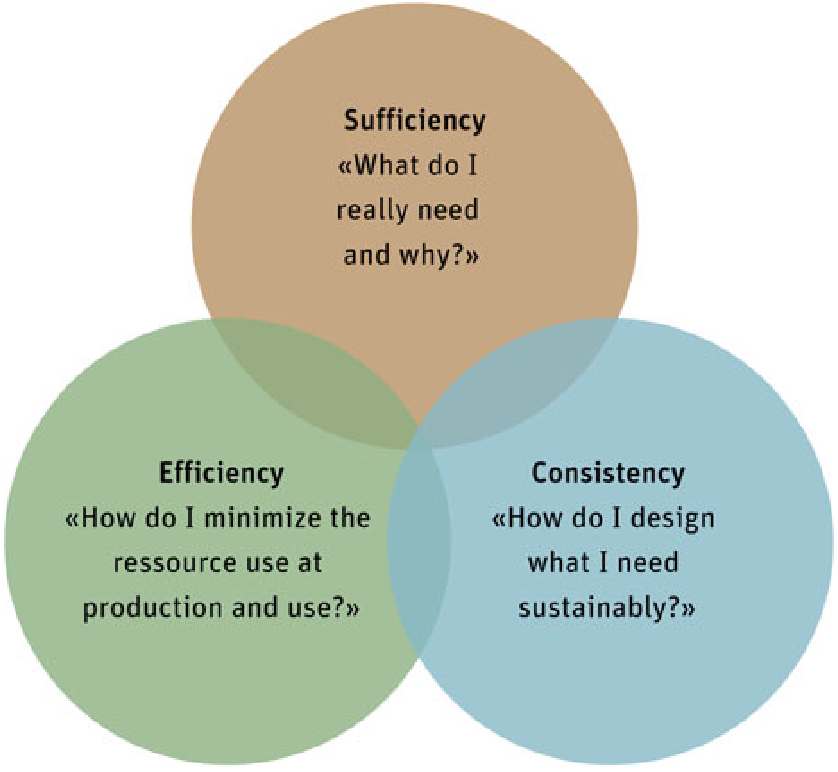 Sufficiency
«What do I
really need
and why?»
Efficiency
«How do I minimize the
ressource use at
production and use?»
Consistency
«How do I design
what I need
sustainably?»